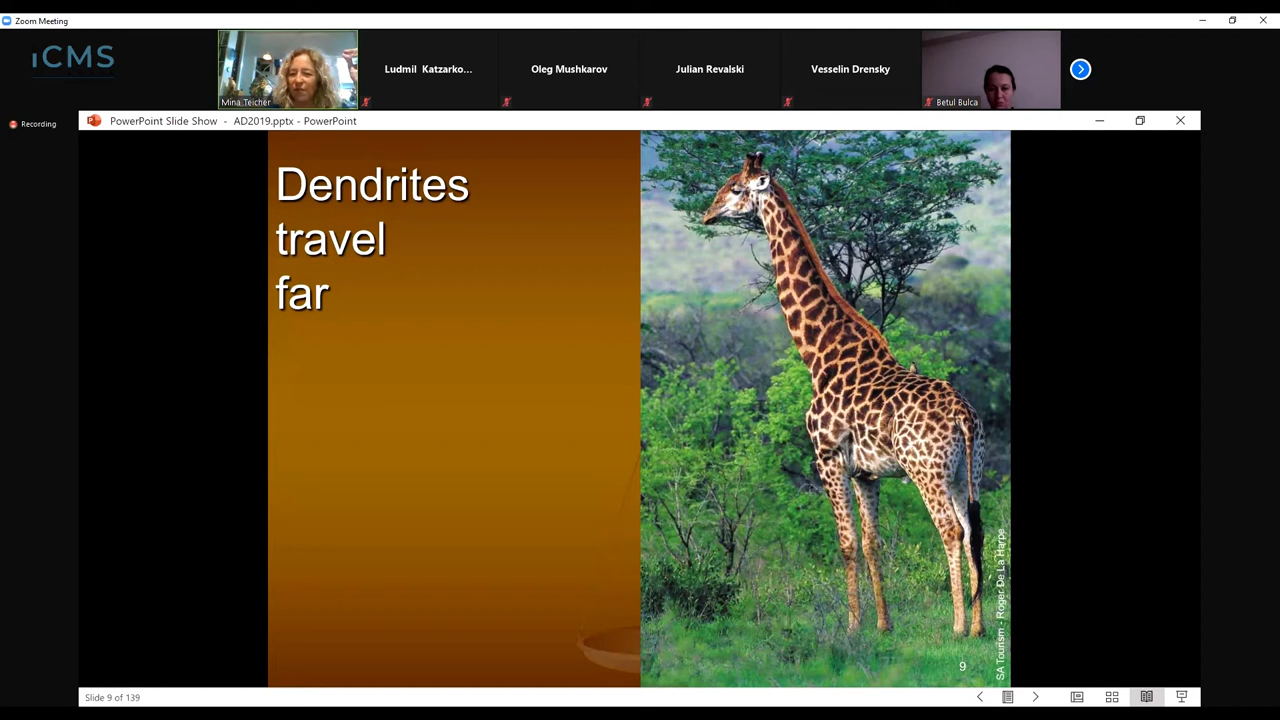 Zoom Meeting
iCMS
Mina Teicher
Ludmil Katzarko...
Oleg Mushkarov
Julian Revalski
Vesselin Drensky
Betul Bulca
Recording
PowerPoint Slide Show - AD2019.pptx - PowerPoint
Dendrites
travel
far
SA Tourism - Roger De La Harpe
9
Slide 9 of 139